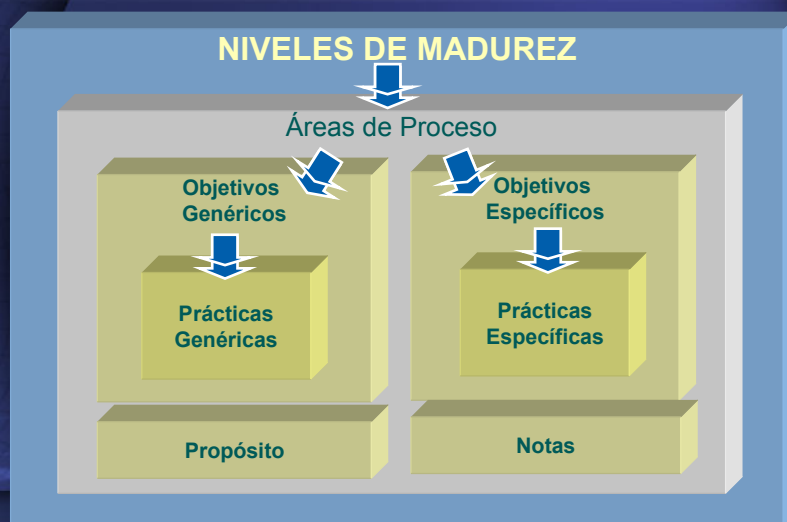 NIVELES DE MADUREZ
Áreas de Proceso
Objetivos
Genéricos
Prácticas
Genéricas
Propósito
Objetivos
Específicos
Prácticas
Específicas
Notas